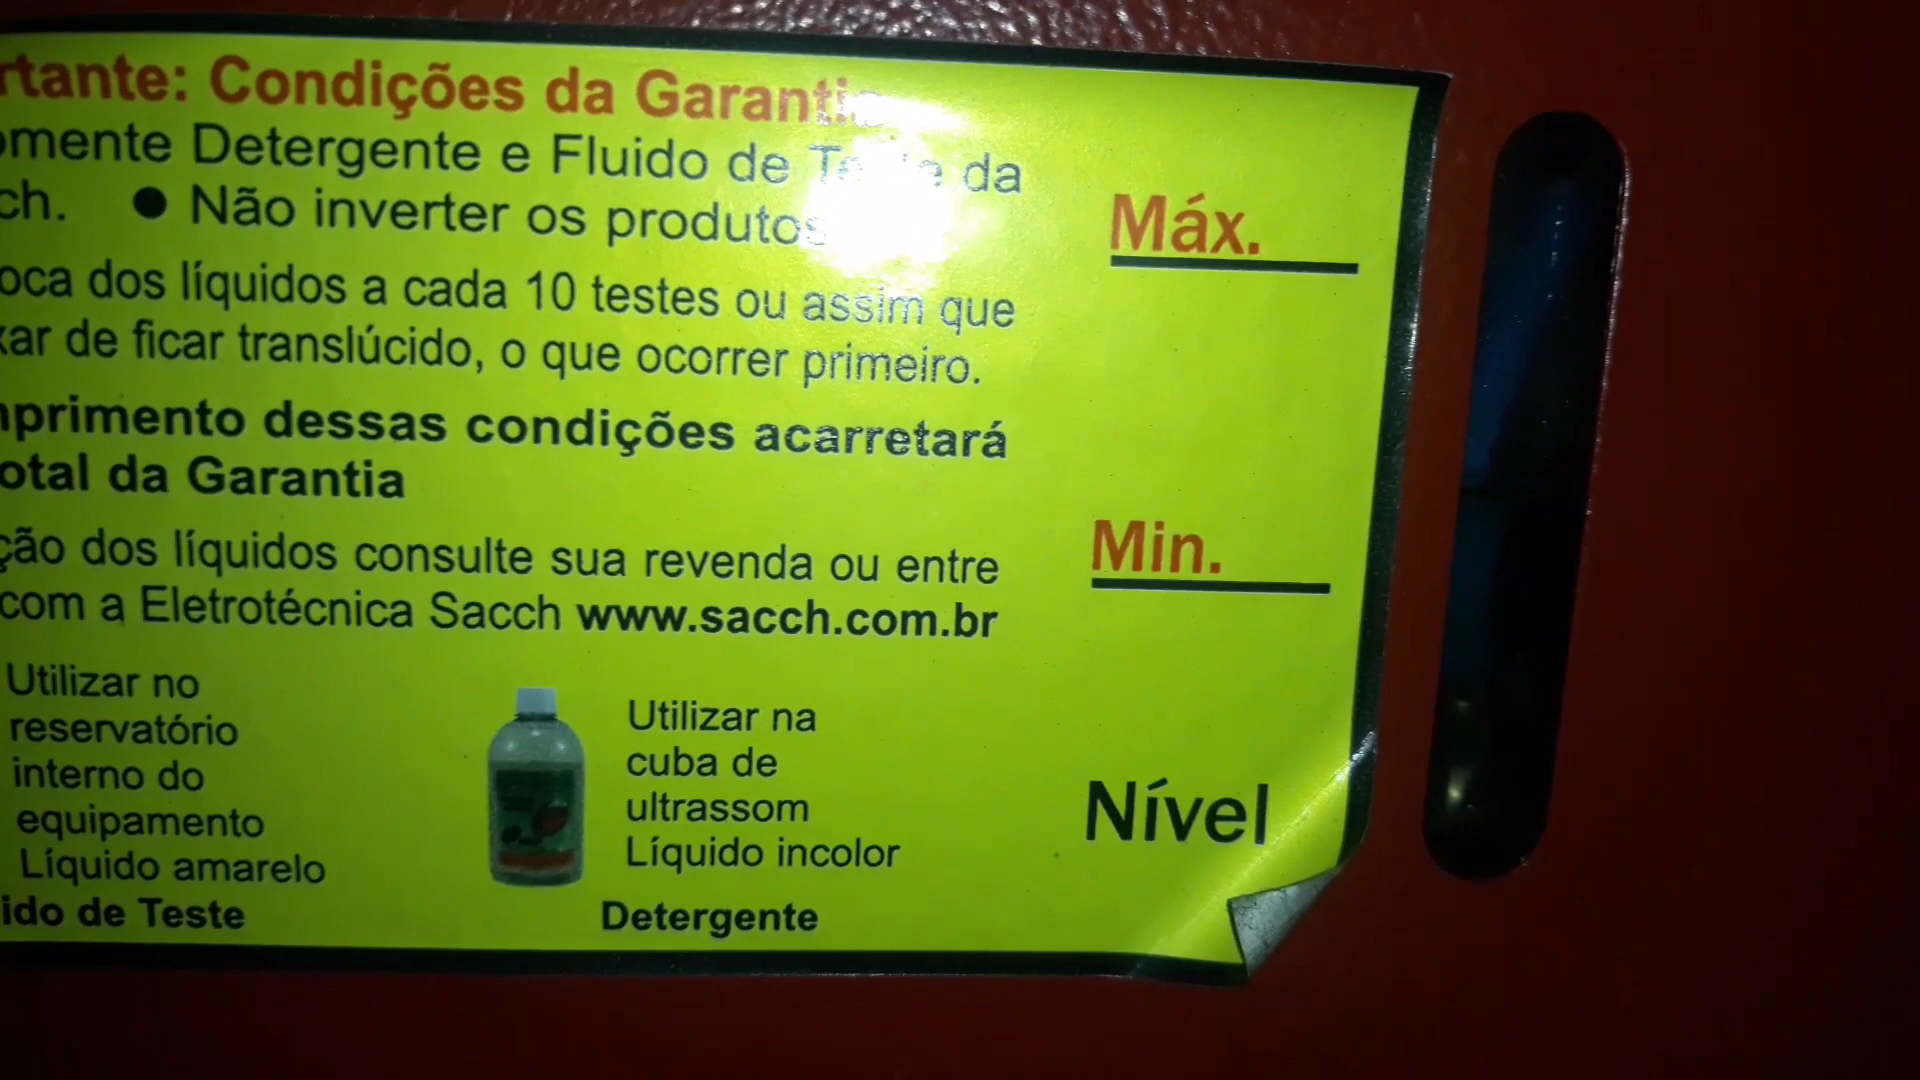 rtante: Condições da Garantia
omente Detergente e Fluido de Teste da
ch. ● Não inverter os produtos
oca dos líquidos a cada 10 testes ou assim que
xar de ficar translúcido, o que ocorrer primeiro.
mprimento dessas condições acarretará
otal da Garantia
ção dos líquidos consulte sua revenda ou entre
com a Eletrotécnica Sacch www.sacch.com.br
Utilizar no
reservatório
interno do
equipamento
Líquido amarelo
ido de Teste
Utilizar na
cuba de
ultrassom
Líquido incolor
Detergente
Máx.
Min.
Nível